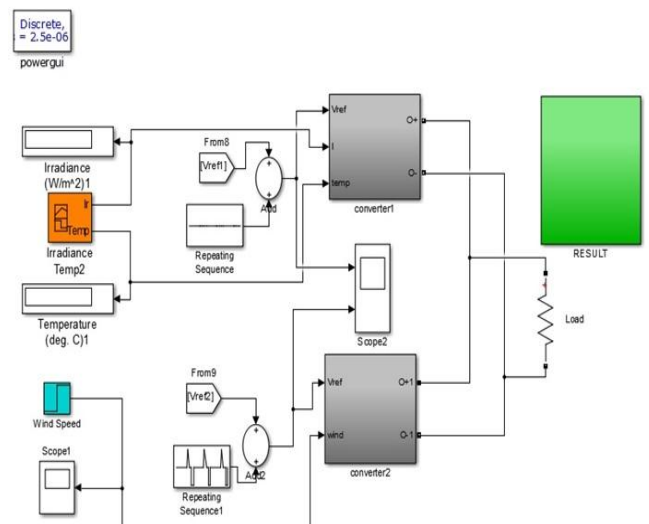 Discrete,
s = 2.5e-06
powergui
Irradiance
(W/m^2)1
Ir
Temp
Irradiance
Temp2
Temperature
(deg. C)1
From8
[Vref1]
+
+
Add
Repeating
Sequence
Vref
I
temp
O+
O-
converter1
Scope2
RESULT
+
Load
Wind Speed
Scope1
From9
[Vref2]
+
+
Add2
Repeating
Sequence1
Vref
wind
O+1
O-1
converter2